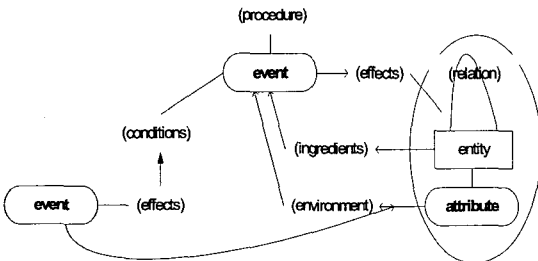 (procedure)
event
(effects)
(relation)
(conditions)
(ingredients)
entity
event
(effects)
(environment)
attribute